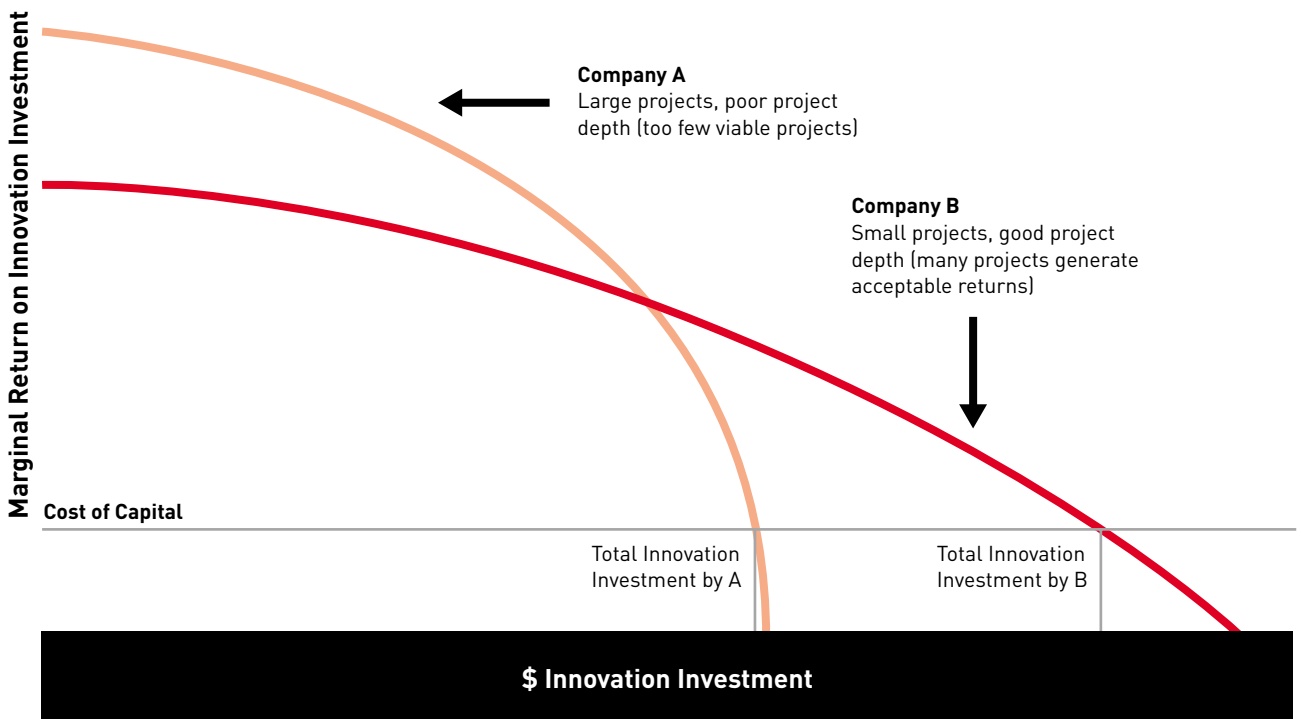 Marginal Return on Innovation Investment
Company A
Large projects, poor project
depth (too few viable projects)
Company B
Small projects, good project
depth (many projects generate
acceptable returns)
Cost of Capital
Total Innovation
Investment by A
Total Innovation
Investment by B
$ Innovation Investment